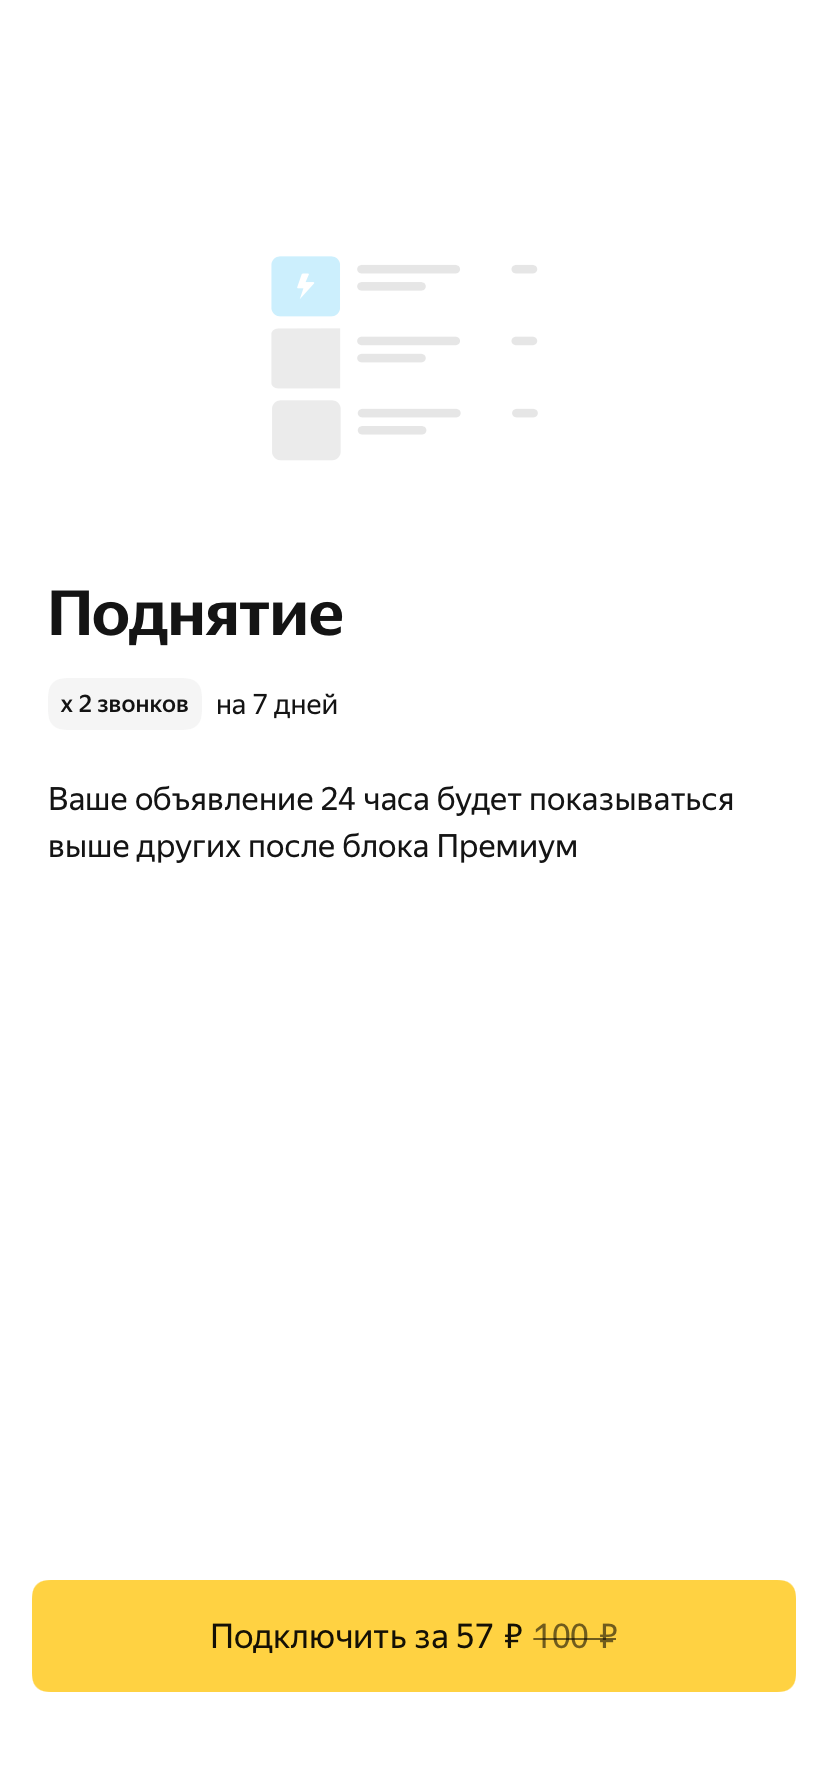 Поднятие
х 2 звонков на 7 дней
Ваше объявление 24 часа будет показываться
выше других после блока Премиум
Подключить за 57 ₽ 100 ₽